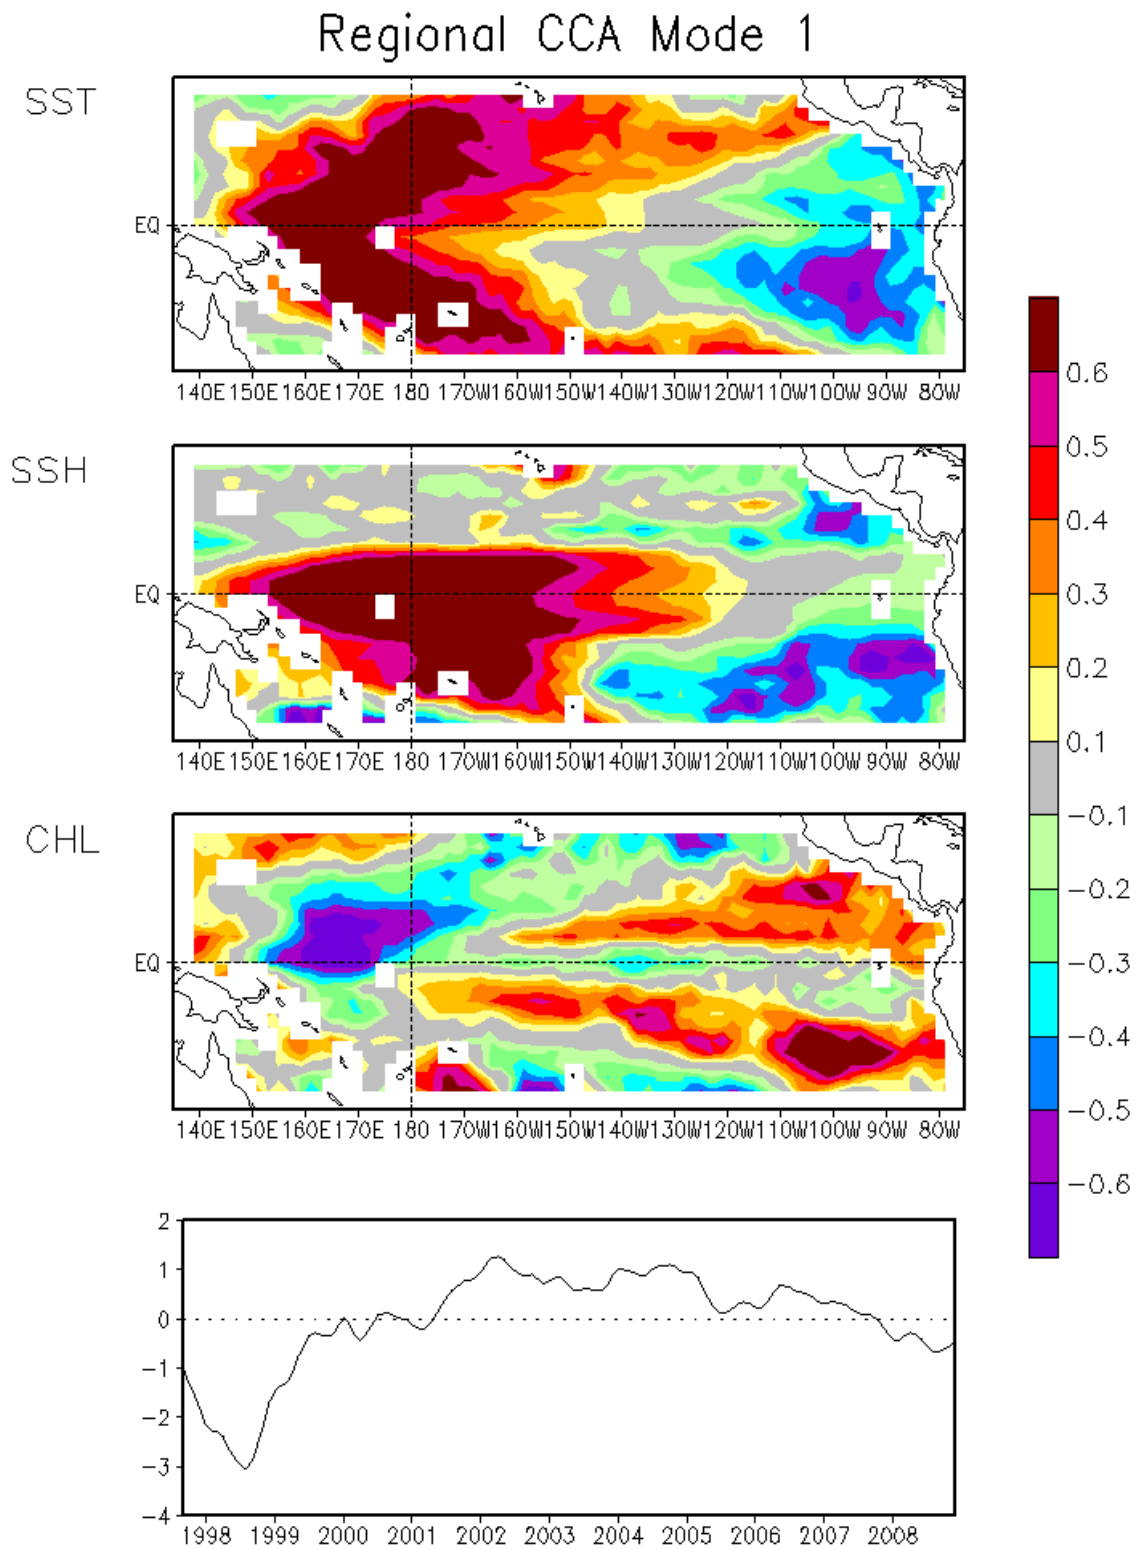 Regional CCA Mode 1
SST
EQ
140E 150E 160E 170E 180 170W 160W 150W 140W 130W 120W 110W 100W 90W 80W
SSH
EQ
140E 150E 160E 170E 180 170W 160W 150W 140W 130W 120W 110W 100W 90W 80W
CHL
EQ
140E 150E 160E 170E 180 170W 160W 150W 140W 130W 120W 110W 100W 90W 80W
0.6
0.5
0.4
0.3
0.2
0.1
−0.1
−0.2
−0.3
−0.4
−0.5
−0.6
2
1
0
−1
−2
−3
−4
1998 1999 2000 2001 2002 2003 2004 2005 2006 2007 2008